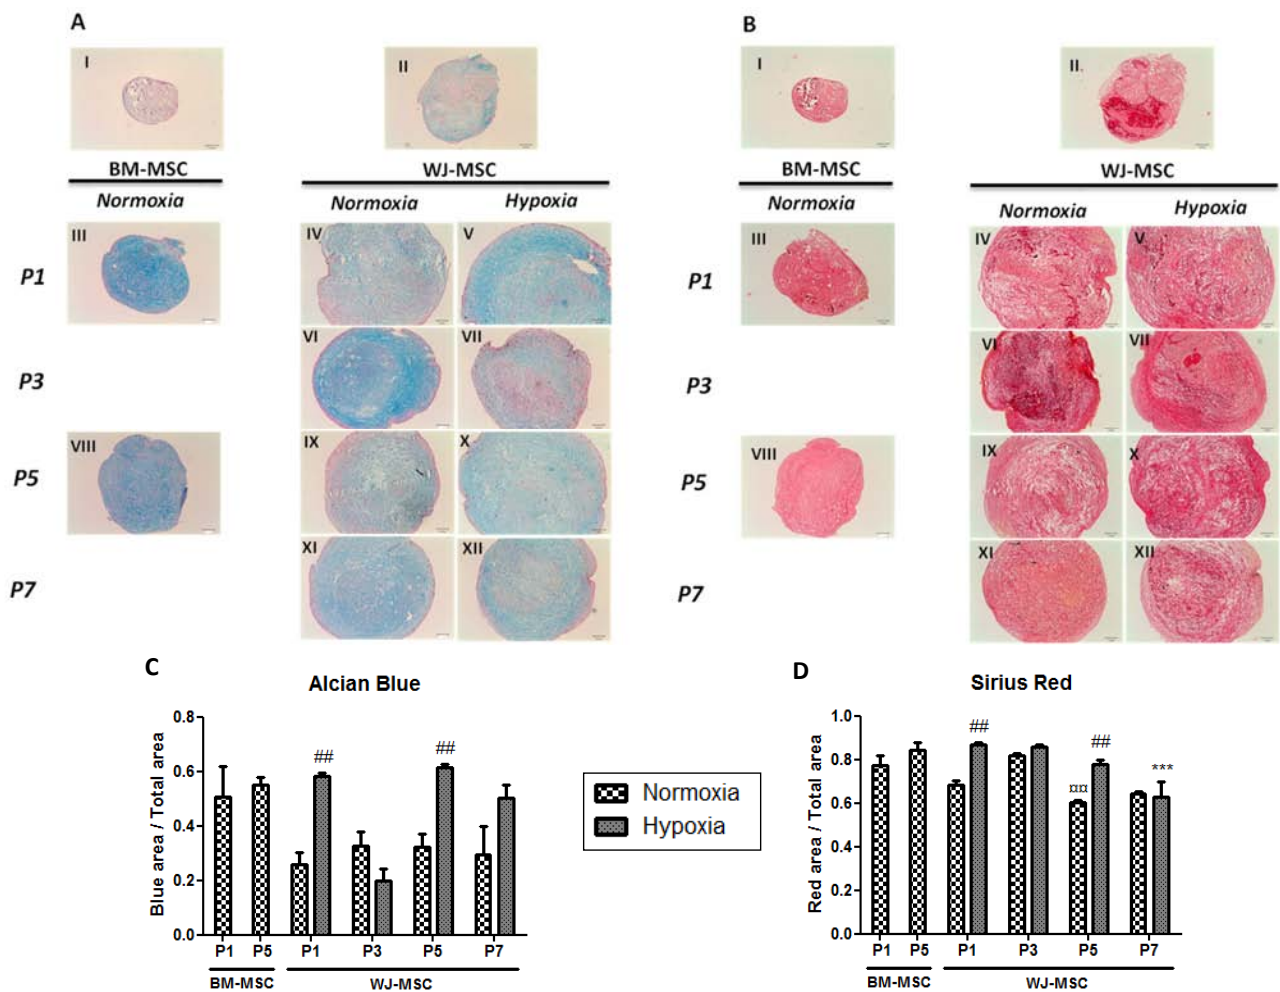 A
I
II
BM-MSC
WJ-MSC
Normoxia
Normoxia
Hypoxia
P1
III
IV
V
P3
VI
VII
P5
VIII
IX
X
P7
XI
XII
B
I
II
BM-MSC
WJ-MSC
Normoxia
Normoxia
Hypoxia
P1
III
IV
V
P3
VI
VII
P5
VIII
IX
X
P7
XI
XII
C
Alcian Blue
Blue area / Total area
0.8
0.6
0.4
0.2
0.0
##
##
P1 P5 P1 P3 P5 P7
BM-MSC WJ-MSC
Normoxia
Hypoxia
D
Sirius Red
Red area / Total area
1.0
0.8
0.6
0.4
0.2
0.0
##
¤¤
##
***
P1 P5 P1 P3 P5 P7
BM-MSC WJ-MSC